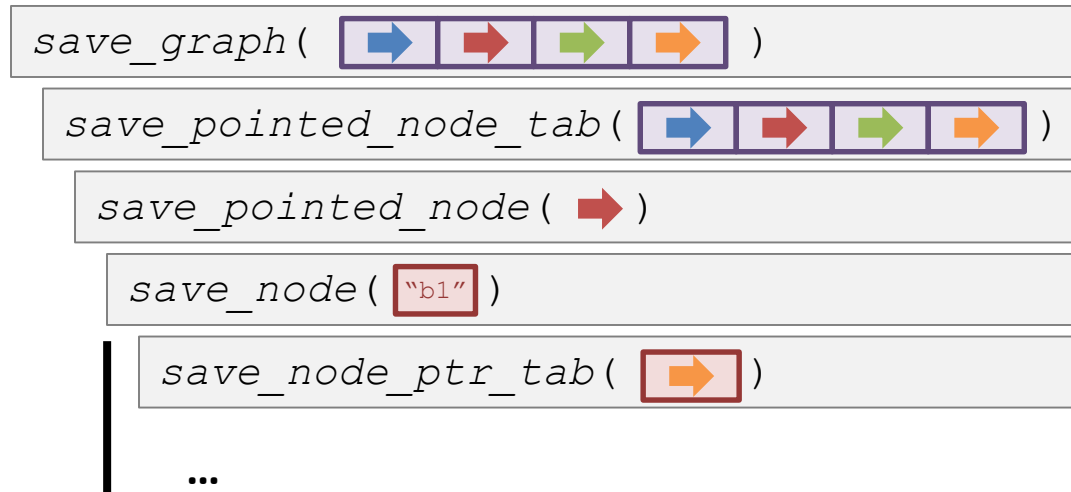 save_graph( )
save_pointed_node_tab( )
save_pointed_node( )
save_node( “b1” )
save_node_ptr_tab( )
…